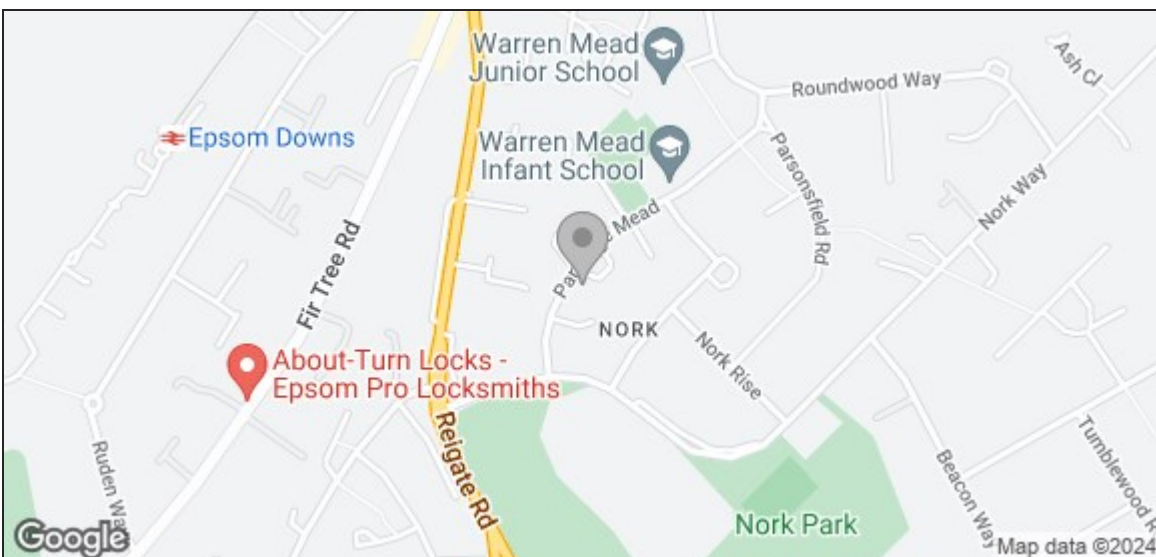 Warren Mead
Junior School
Roundwood Way
Ash Cl
Epsom Downs
Warren Mead
Infant School
Parsonsfield Rd
Nork Way
Mead
Fir Tree Rd
NORK
Nork Rise
About-Turn Locks -
Epsom Pro Locksmiths
Reigate Rd
Ruden Way
Beacon Way
Tumblewood R
Nork Park
Google
Map data ©2024